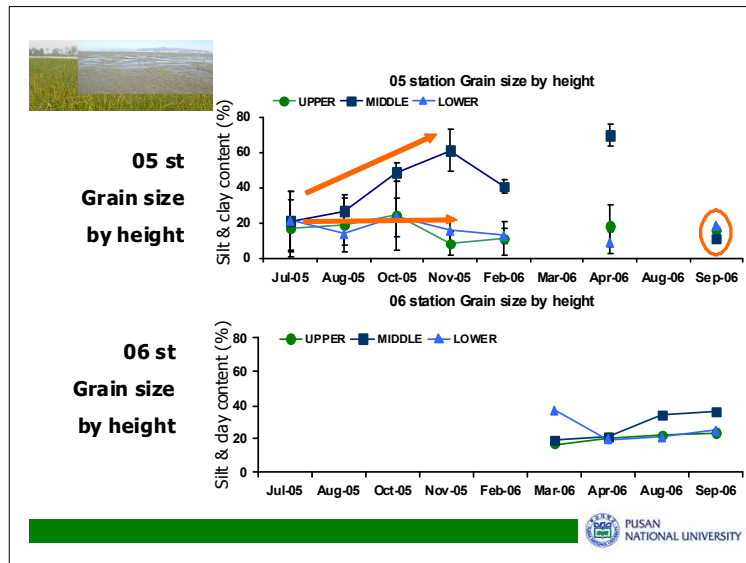 05 station Grain size by height
UPPER MIDDLE LOWER
05 st
Grain size
by height
Silt & clay content (%)
80
60
40
20
0
Jul-05 Aug-05 Oct-05 Nov-05 Feb-06 Mar-06 Apr-06 Aug-06 Sep-06
06 station Grain size by height
UPPER MIDDLE LOWER
06 st
Grain size
by height
Silt & clay content (%)
80
60
40
20
0
Jul-05 Aug-05 Oct-05 Nov-05 Feb-06 Mar-06 Apr-06 Aug-06 Sep-06
PUSAN
NATIONAL UNIVERSITY